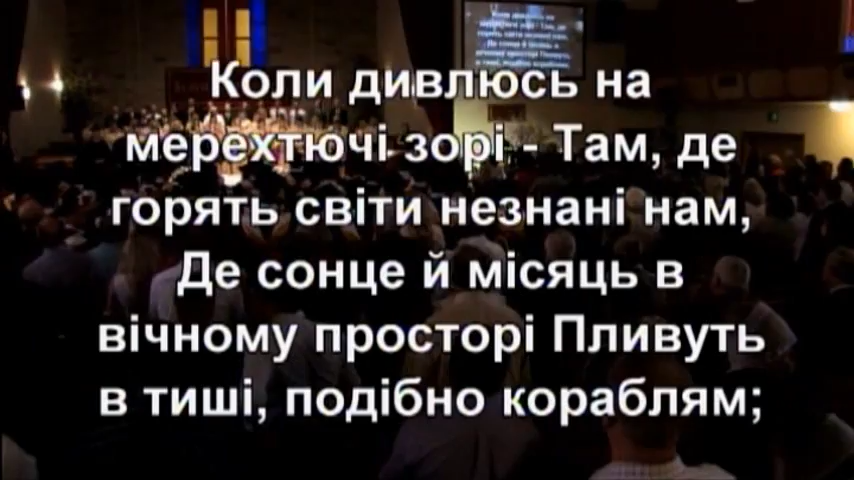 Коли дивлюсь на
мерехтючі зорі - Там, де
горять світи незнані нам,
Де сонце й місяць в
вічному просторі Пливуть
в тиші, подібно кораблям;